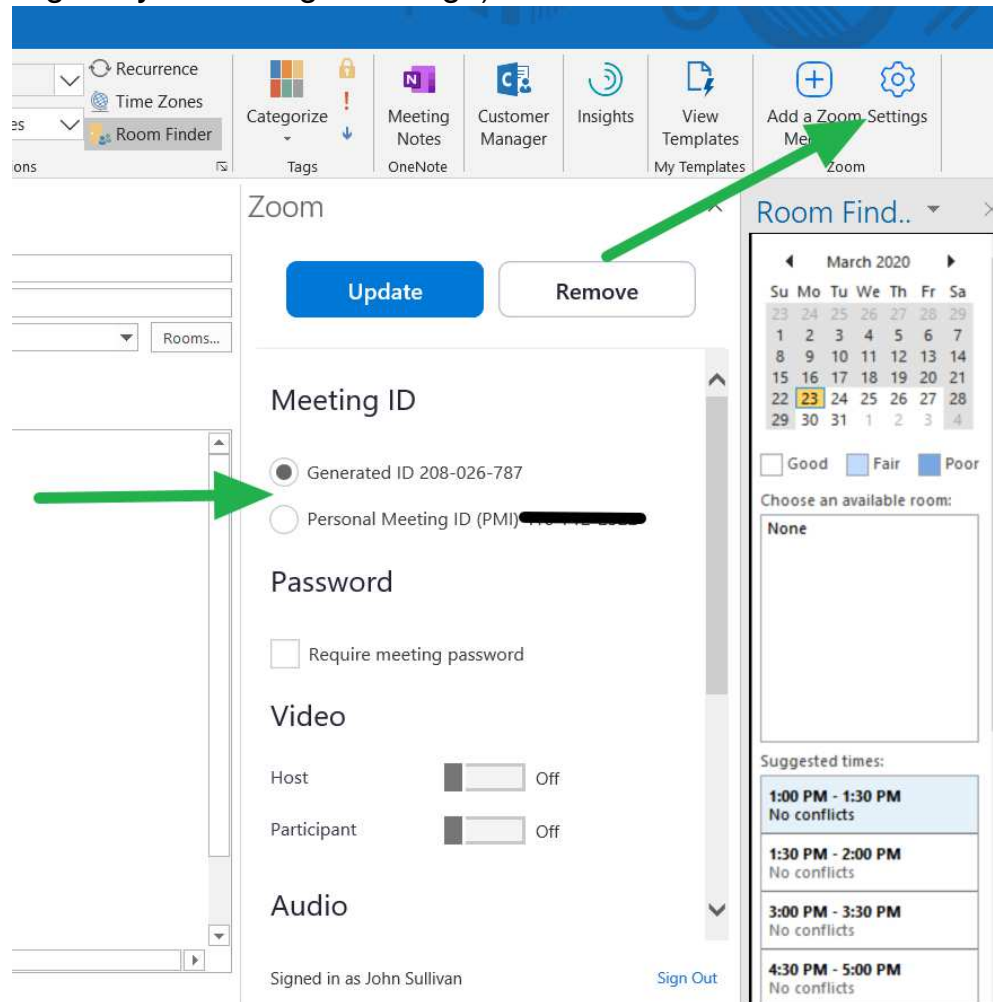 Recurrence
Time Zones
Room Finder
es
ons
Categorize
Tags
Meeting
Notes
OneNote
Customer
Manager
Insights
View
Templates
My Templates
Add a Zoom
Settings
Zoom
Zoom
Update
Remove
Rooms...
Meeting ID
Generated ID 208-026-787
Personal Meeting ID (PMI)
Password
Require meeting password
Video
Host Off
Participant Off
Audio
Signed in as John Sullivan Sign Out
Room Find..
March 2020
Su Mo Tu We Th Fr Sa
23 24 25 26 27 28 29
1 2 3 4 5 6 7
8 9 10 11 12 13 14
15 16 17 18 19 20 21
22 23 24 25 26 27 28
29 30 31 1 2 3 4
Good Fair Poor
Choose an available room:
None
Suggested times:
1:00 PM - 1:30 PM
No conflicts
1:30 PM - 2:00 PM
No conflicts
3:00 PM - 3:30 PM
No conflicts
4:30 PM - 5:00 PM
No conflicts